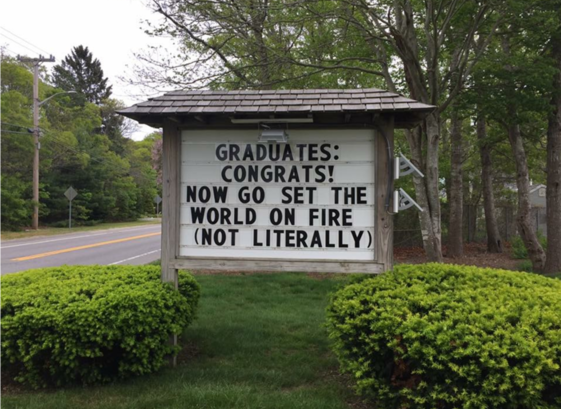 GRADUATES:
CONGRATS!
NOW GO SET THE
WORLD ON FIRE
(NOT LITERALLY)